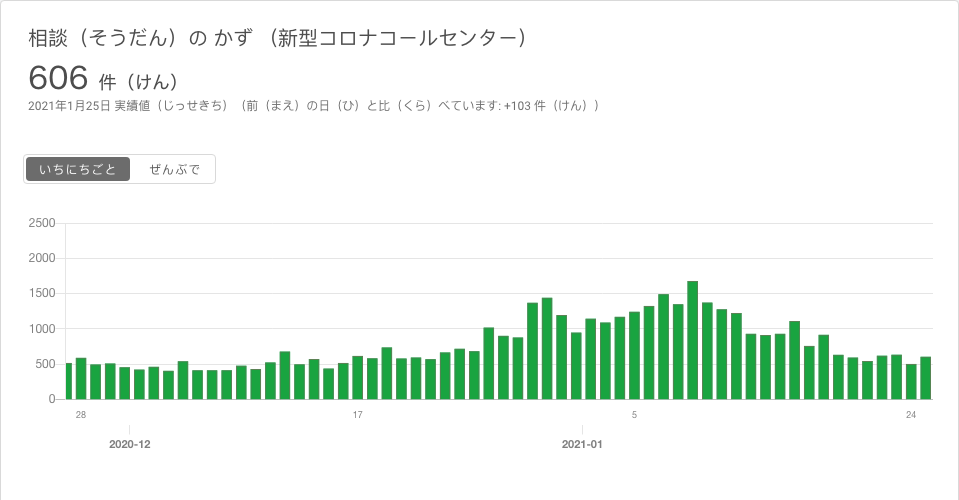 相談（そうだん）の かず （新型コロナコールセンター）
606 件（けん）
2021年1月25日 実績値（じっせきち）（前（まえ）の日（ひ）と比（くら）べています: +103 件（けん））
いちにちごと ぜんぶで
2500
2000
1500
1000
500
0
28 17 5 24
2020-12 2021-01